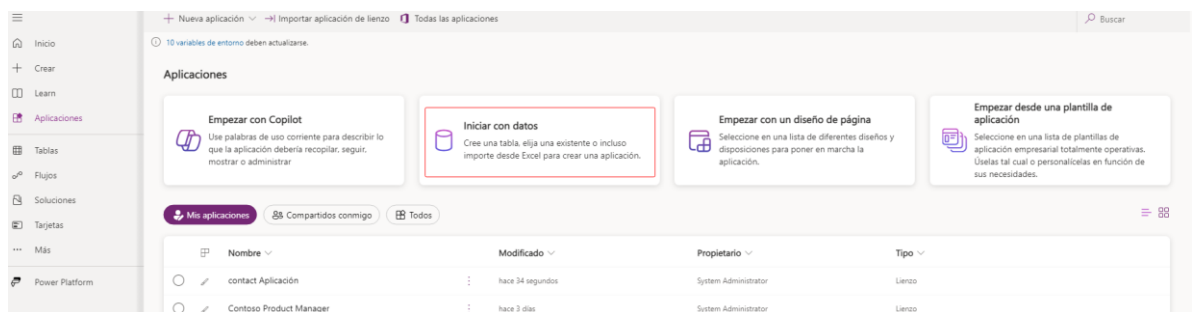 Nueva aplicación
Importar aplicación de lienzo
Todas las aplicaciones
Buscar
Inicio
10 variables de entorno deben actualizarse.
Crear
Aplicaciones
Learn
Aplicaciones
Tablas
Flujos
Soluciones
Tarjetas
Más
Power Platform
Empezar con Copilot
Use palabras de uso corriente para describir lo
que la aplicación debería recopilar, seguir,
mostrar o administrar
Iniciar con datos
Cree una tabla, elija una existente o incluso
importe desde Excel para crear una aplicación.
Empezar con un diseño de página
Seleccione en una lista de diferentes diseños y
disposiciones para poner en marcha la
aplicación.
Empezar desde una plantilla de
aplicación
Seleccione en una lista de plantillas de
aplicación empresarial totalmente operativas.
Úselas tal cual o personalícelas en función de
sus necesidades.
Mis aplicaciones
Compartidos conmigo
Todos
Nombre Modificado Propietario Tipo
contact Aplicación hace 34 segundos System Administrator Lienzo
Contoso Product Manager hace 3 días System Administrator Lienzo